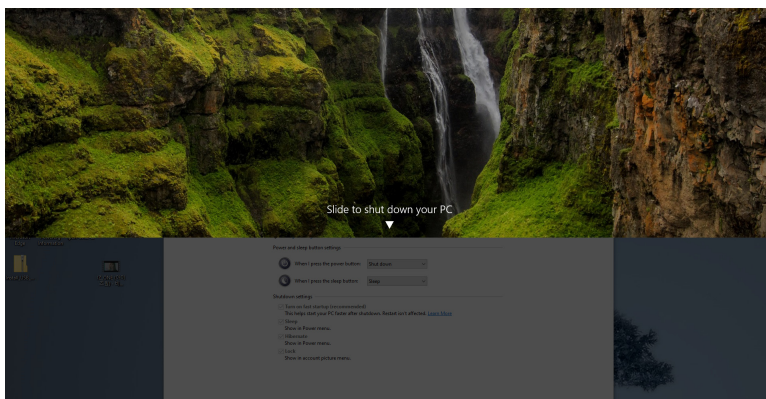 Slide to shut down your PC
Power and sleep button settings
When I press the power button: Shut down
When I press the sleep button: Sleep
Shutdown settings
Turn on fast startup (recommended)
This helps start your PC faster after shutdown. Restart isn't affected. Learn More
Sleep
Show in Power menu.
Hibernate
Show in Power menu.
Lock
Show in account picture menu.